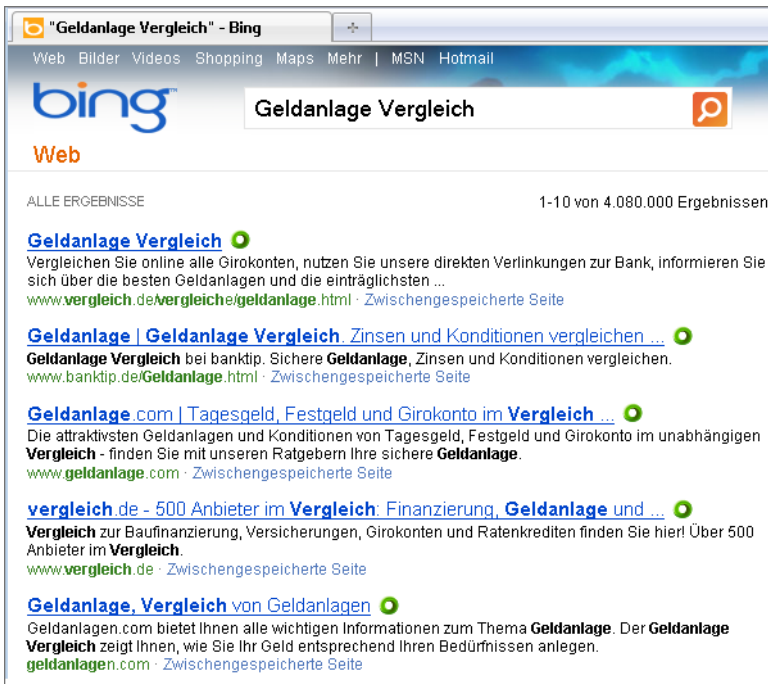 "Geldanlage Vergleich" - Bing
Web Bilder Videos Shopping Maps Mehr | MSN Hotmail
bing™
Geldanlage Vergleich
Web
ALLE ERGEBNISSE
1-10 von 4.080.000 Ergebnissen
Geldanlage Vergleich
Vergleichen Sie online alle Girokonten, nutzen Sie unsere direkten Verlinkungen zur Bank, informieren Sie
sich über die besten Geldanlagen und die einträglichsten ...
www.vergleich.de/vergleiche/geldanlage.html · Zwischengespeicherte Seite
Geldanlage | Geldanlage Vergleich. Zinsen und Konditionen vergleichen ...
Geldanlage Vergleich bei banktip. Sichere Geldanlage, Zinsen und Konditionen vergleichen.
www.banktip.de/Geldanlage.html · Zwischengespeicherte Seite
Geldanlage.com | Tagesgeld, Festgeld und Girokonto im Vergleich ...
Die attraktivsten Geldanlagen und Konditionen von Tagesgeld, Festgeld und Girokonto im unabhängigen
Vergleich - finden Sie mit unseren Ratgebern Ihre sichere Geldanlage.
www.geldanlage.com · Zwischengespeicherte Seite
vergleich.de - 500 Anbieter im Vergleich: Finanzierung, Geldanlage und ...
Vergleich zur Baufinanzierung, Versicherungen, Girokonten und Ratenkrediten finden Sie hier! Über 500
Anbieter im Vergleich.
www.vergleich.de · Zwischengespeicherte Seite
Geldanlage, Vergleich von Geldanlagen
Geldanlagen.com bietet Ihnen alle wichtigen Informationen zum Thema Geldanlage. Der Geldanlage
Vergleich zeigt Ihnen, wie Sie Ihr Geld entsprechend Ihren Bedürfnissen anlegen.
geldanlagen.com · Zwischengespeicherte Seite